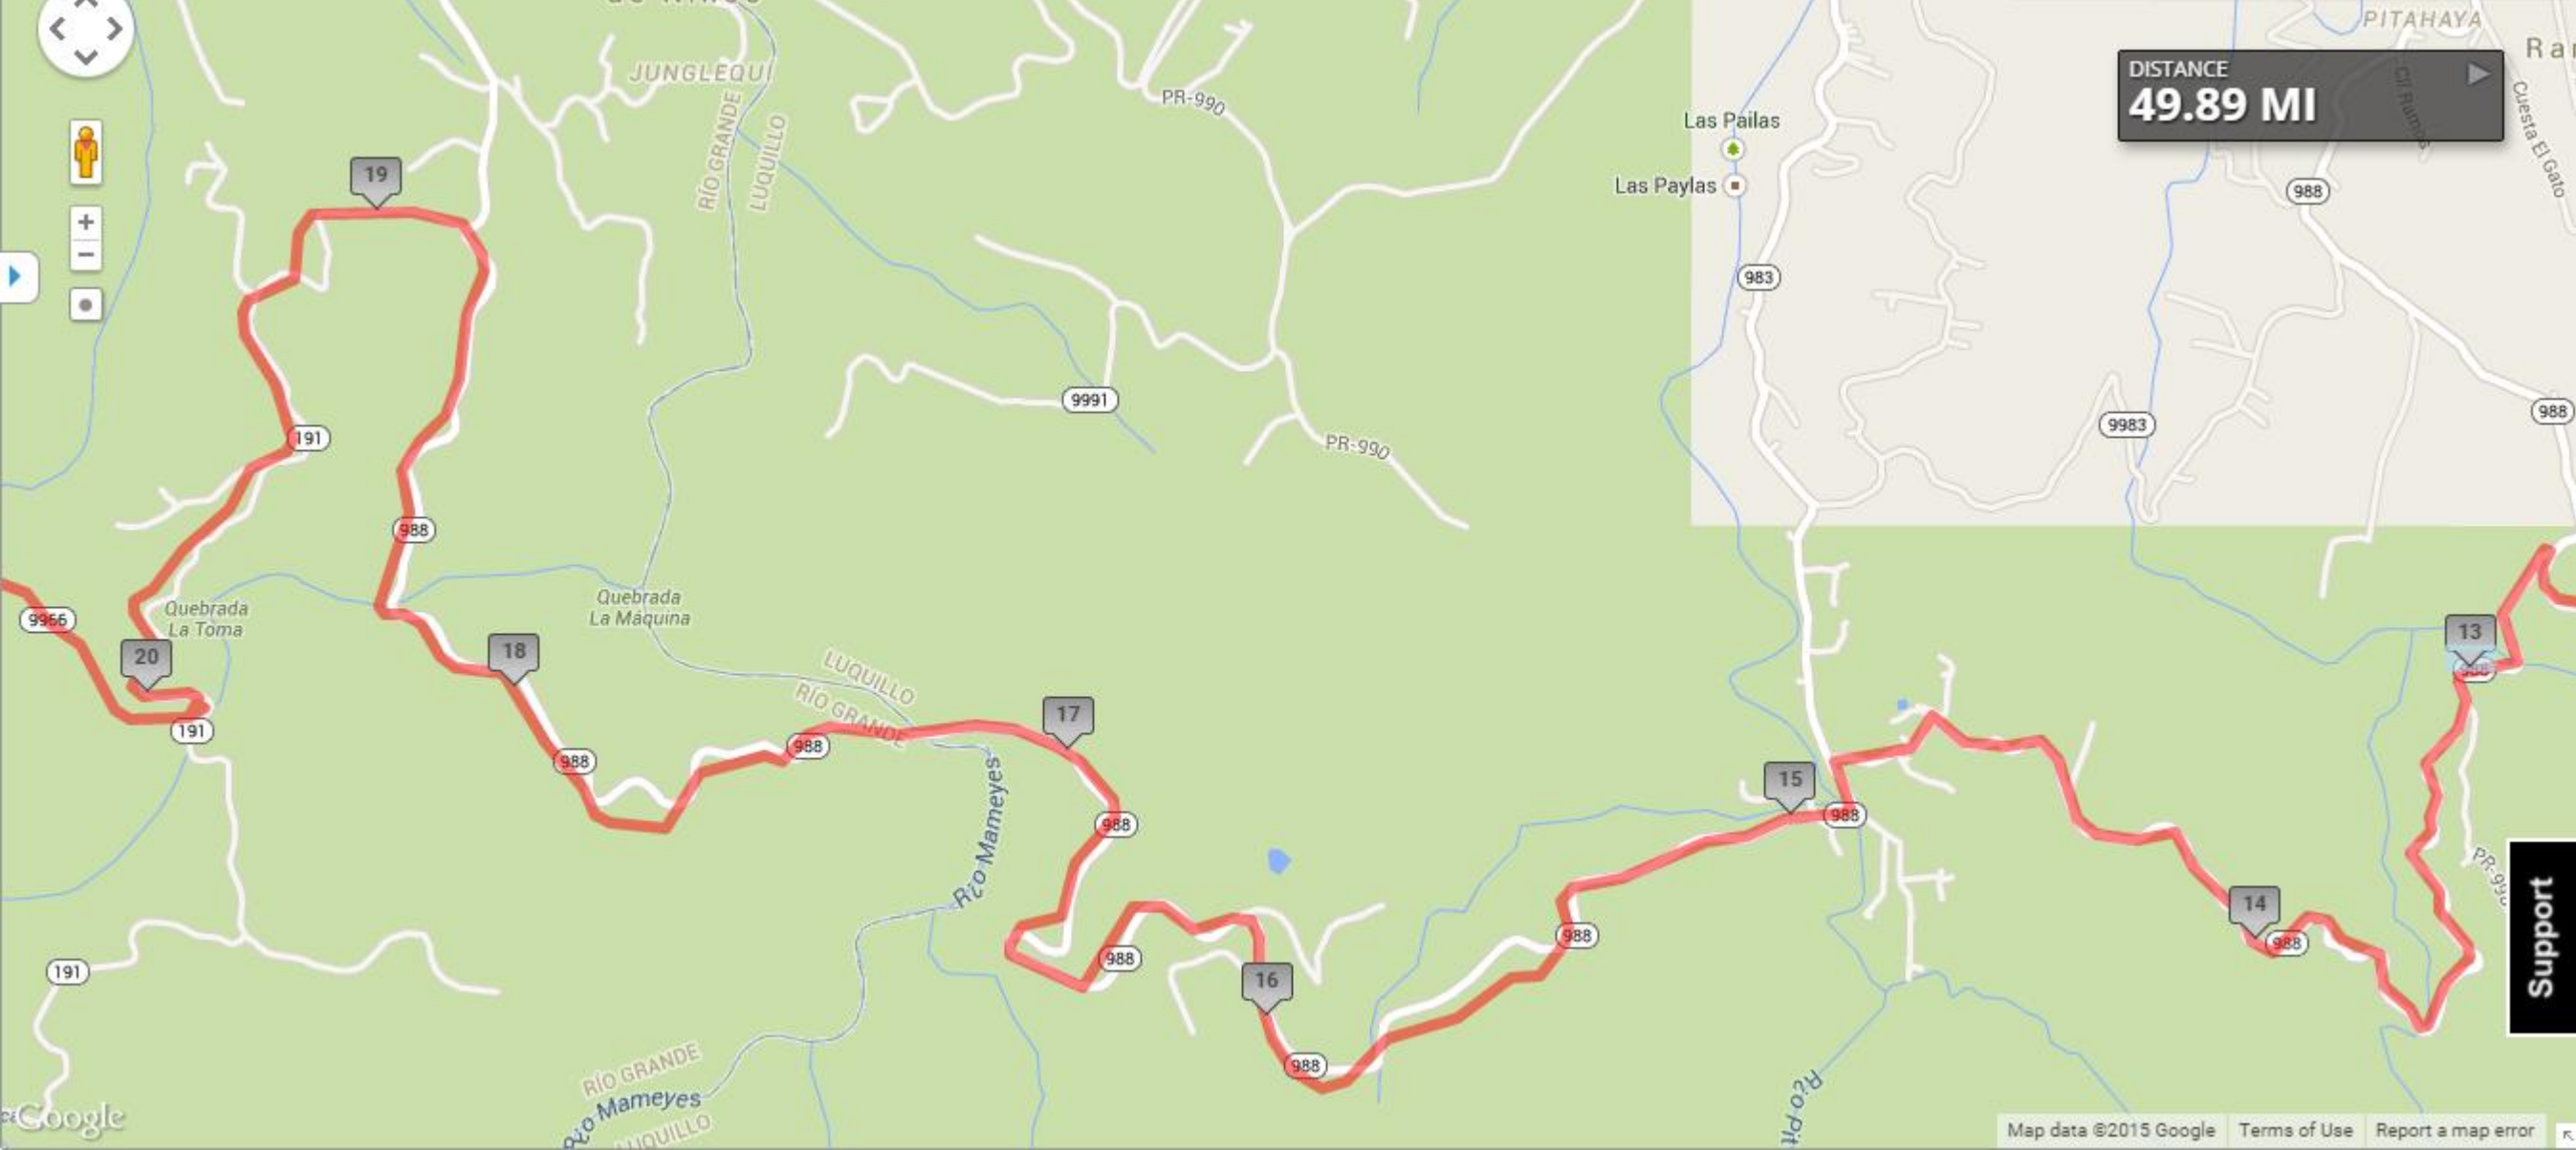 PITAHAYA
DISTANCE
49.89 MI
JUNGLEQUI
PR-990
Cuesta El Gato
RÍO GRANDE
LUQUILLO
Las Pailas
Las Paylas
19
988
983
9991
988
9983
191
PR-990
988
Quebrada
La Toma
Quebrada
La Máquina
9966
20
18
13
191
LUQUILLO
RÍO GRANDE
17
988
988
15
988
988
Río Mameyes
14
988
988
988
16
191
988
Support
RÍO GRANDE
Río Mameyes
LUQUILLO
Google
Map data ©2015 Google
Terms of Use
Report a map error